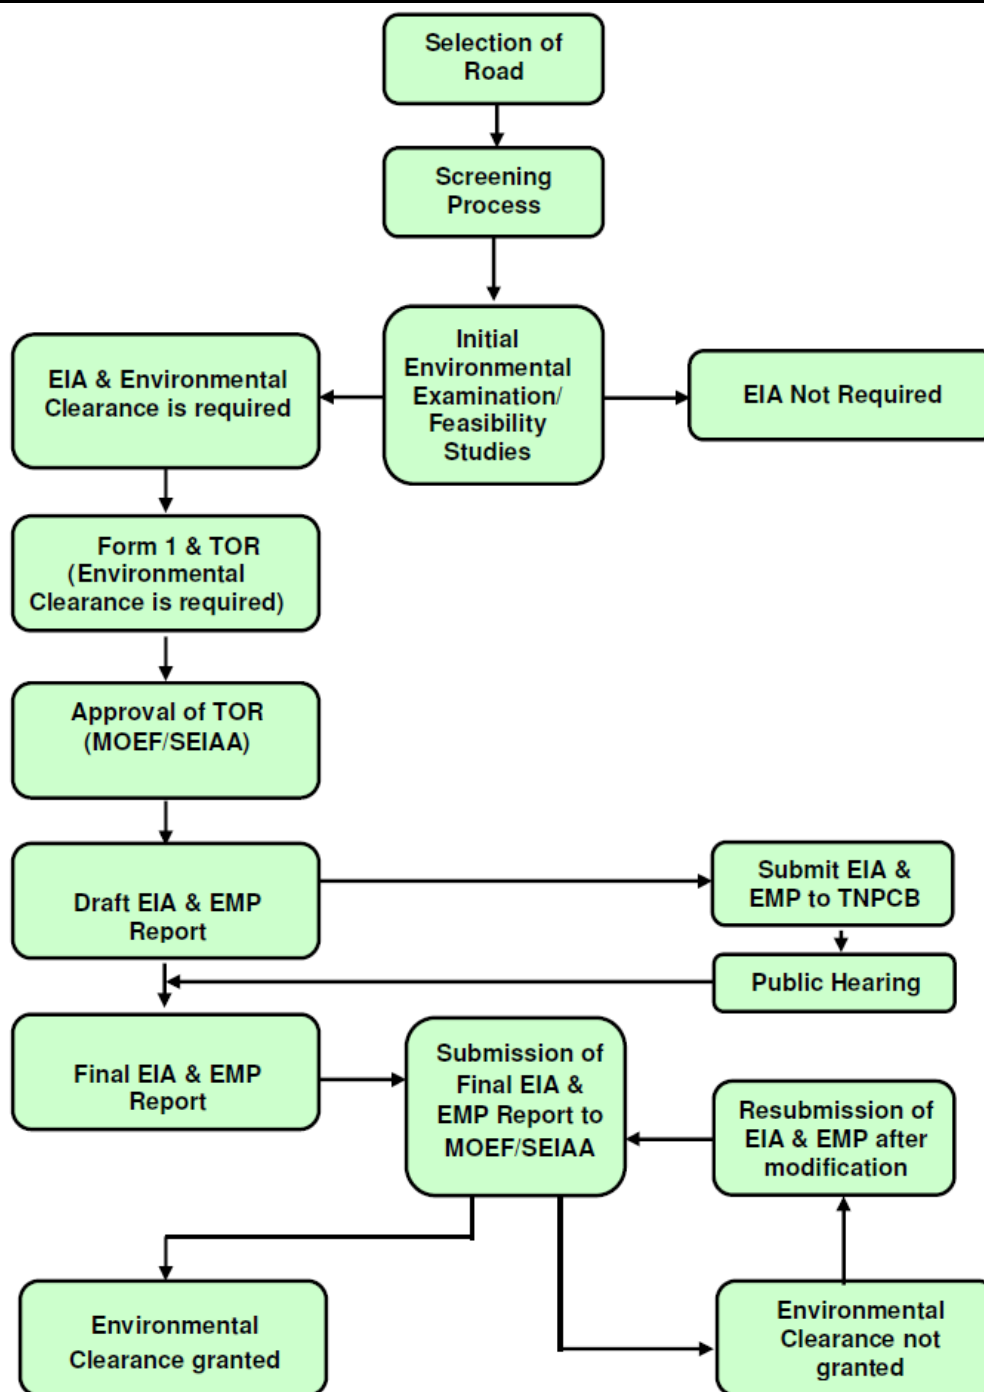 Selection of
Road
Screening
Process
Initial
Environmental
Examination/
Feasibility
Studies
EIA & Environmental
Clearance is required
EIA Not Required
Form 1 & TOR
(Environmental
Clearance is required)
Approval of TOR
(MOEF/SEIAA)
Draft EIA & EMP
Report
Submit EIA &
EMP to TNPCB
Public Hearing
Final EIA & EMP
Report
Submission of
Final EIA &
EMP Report to
MOEF/SEIAA
Resubmission of
EIA & EMP after
modification
Environmental
Clearance granted
Environmental
Clearance not
granted